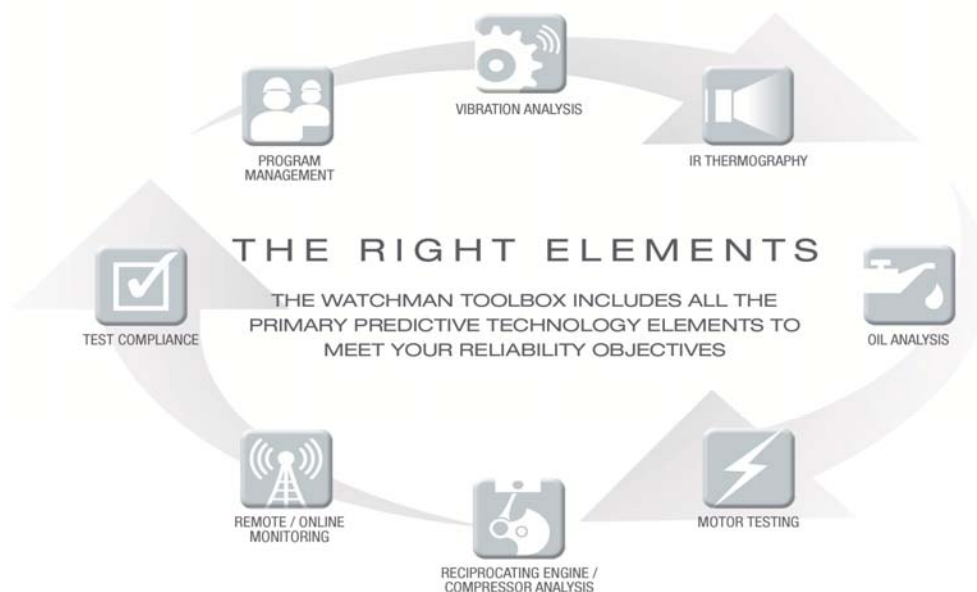 VIBRATION ANALYSIS
PROGRAM
MANAGEMENT
IR THERMOGRAPHY
THE RIGHT ELEMENTS
THE WATCHMAN TOOLBOX INCLUDES ALL THE
PRIMARY PREDICTIVE TECHNOLOGY ELEMENTS TO
MEET YOUR RELIABILITY OBJECTIVES
TEST COMPLIANCE
OIL ANALYSIS
REMOTE / ONLINE
MONITORING
MOTOR TESTING
RECIPROCATING ENGINE /
COMPRESSOR ANALYSIS